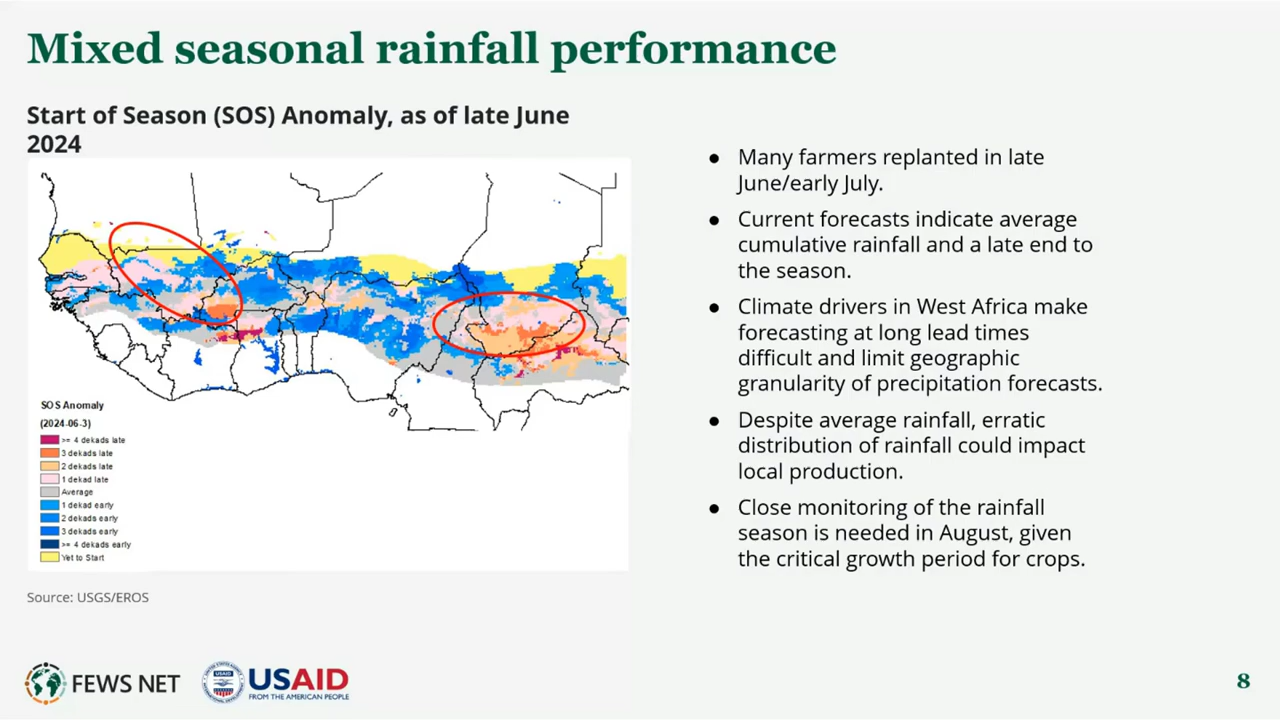 Mixed seasonal rainfall performance
Start of Season (SOS) Anomaly, as of late June
2024
SOS Anomaly
(2024-06-3)
>= 4 dekads late
3 dekads late
2 dekads late
1 dekad late
Average
1 dekad early
2 dekads early
3 dekads early
>= 4 dekads early
Yet to Start
Source: USGS/EROS
● Many farmers replanted in late
June/early July.
● Current forecasts indicate average
cumulative rainfall and a late end to
the season.
● Climate drivers in West Africa make
forecasting at long lead times
difficult and limit geographic
granularity of precipitation forecasts.
● Despite average rainfall, erratic
distribution of rainfall could impact
local production.
● Close monitoring of the rainfall
season is needed in August, given
the critical growth period for crops.
FEWS NET
USAID
USAID
FROM THE AMERICAN PEOPLE
8